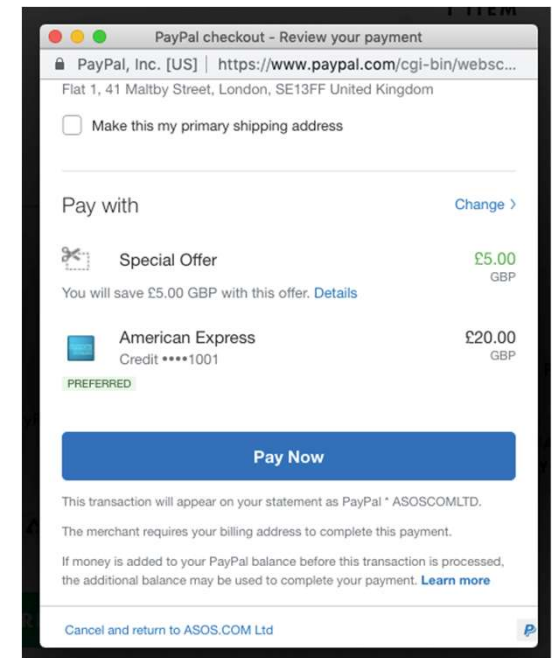 1 ITEM
PayPal checkout - Review your payment
PayPal, Inc. [US] | https://www.paypal.com/cgi-bin/websc...
Flat 1, 41 Maltby Street, London, SE13FF United Kingdom
Make this my primary shipping address
Pay with
Change >
Special Offer
£5.00
GBP
You will save £5.00 GBP with this offer. Details
American Express
£20.00
Credit ••••1001
GBP
PREFERRED
Pay Now
This transaction will appear on your statement as PayPal * ASOSCOMLTD.
The merchant requires your billing address to complete this payment.
If money is added to your PayPal balance before this transaction is processed,
the additional balance may be used to complete your payment. Learn more
Cancel and return to ASOS.COM Ltd